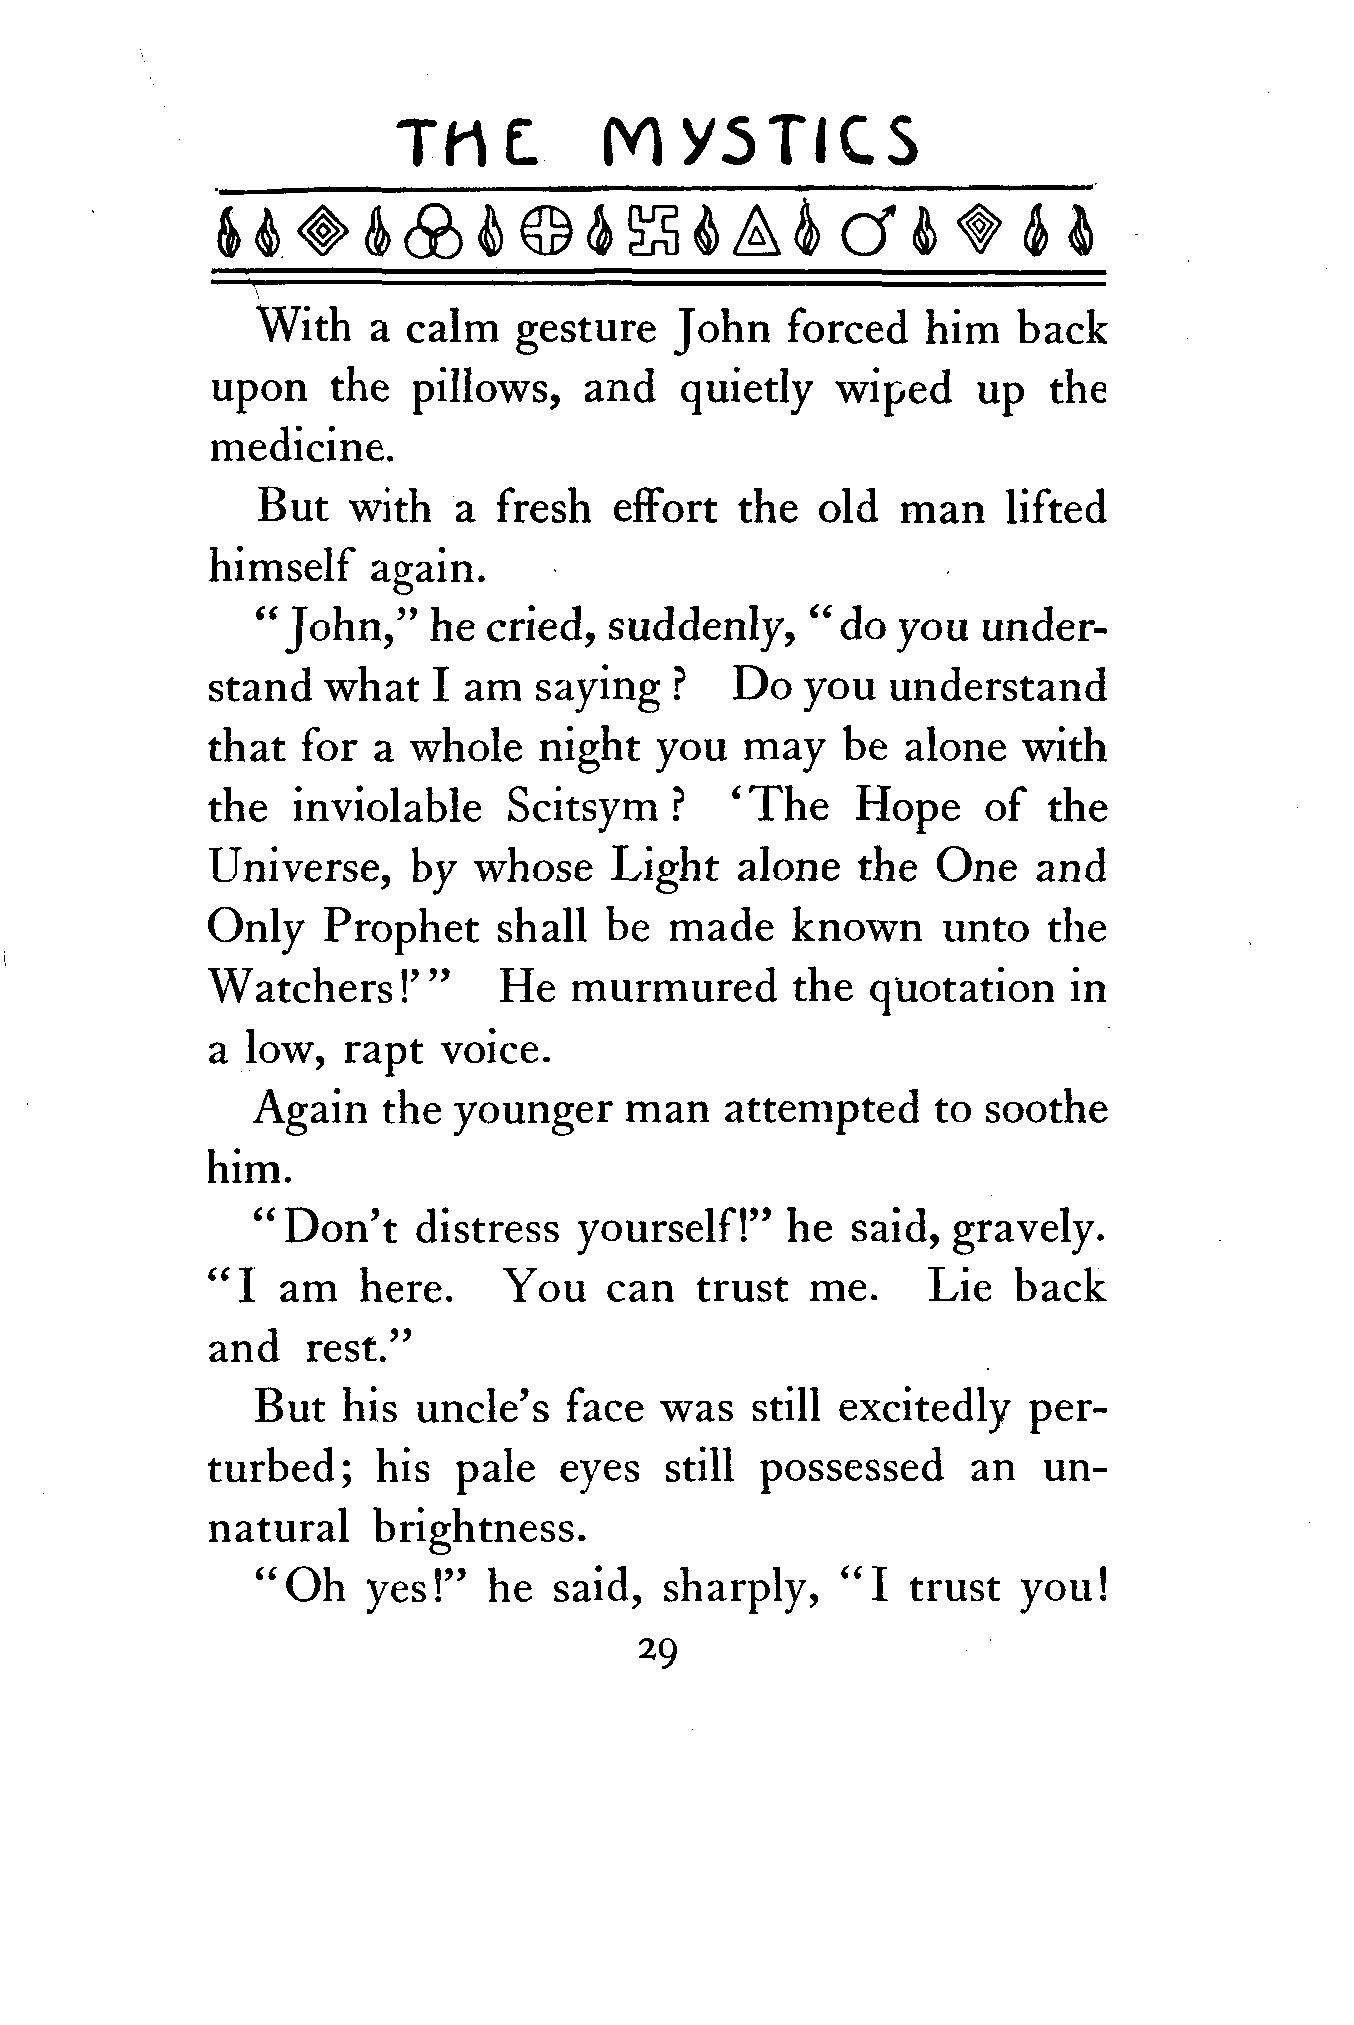 THE MYSTICS
With a calm gesture John forced him back
upon the pillows, and quietly wiped up the
medicine.
But with a fresh effort the old man lifted
himself again.
“John,” he cried, suddenly, “do you under-
stand what I am saying? Do you understand
that for a whole night you may be alone with
the inviolable Scitsym? ‘The Hope of the
Universe, by whose Light alone the One and
Only Prophet shall be made known unto the
Watchers!’” He murmured the quotation in
a low, rapt voice.
Again the younger man attempted to soothe
him.
“Don’t distress yourself!” he said, gravely.
“I am here. You can trust me. Lie back
and rest.”
But his uncle’s face was still excitedly per-
turbed; his pale eyes still possessed an un-
natural brightness.
“Oh yes!” he said, sharply, “I trust you!
29